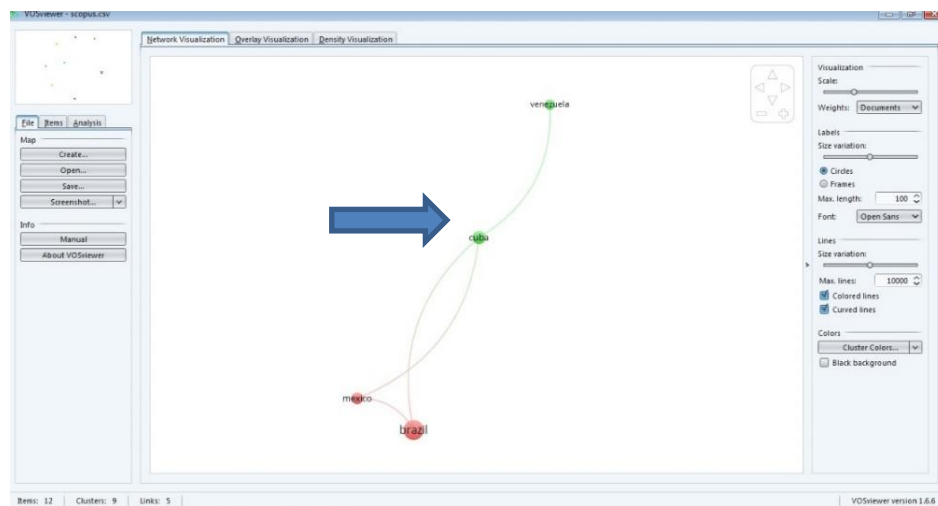 VOSviewer - scopus.csv
Network Visualization Overlay Visualization Density Visualization
File Items Analysis
Map
Create...
Open...
Save...
Screenshot...
Info
Manual
About VOSviewer
venezuela
cuba
mexico
brazil
Visualization
Scale:
Weights: Documents
Labels
Size variation:
Circles
Frames
Max. length: 100
Font: Open Sans
Lines
Size variation:
Max. lines: 10000
Colored lines
Curved lines
Colors
Cluster Colors...
Black background
Items: 12 Clusters: 9 Links: 5 VOSviewer version 1.6.6